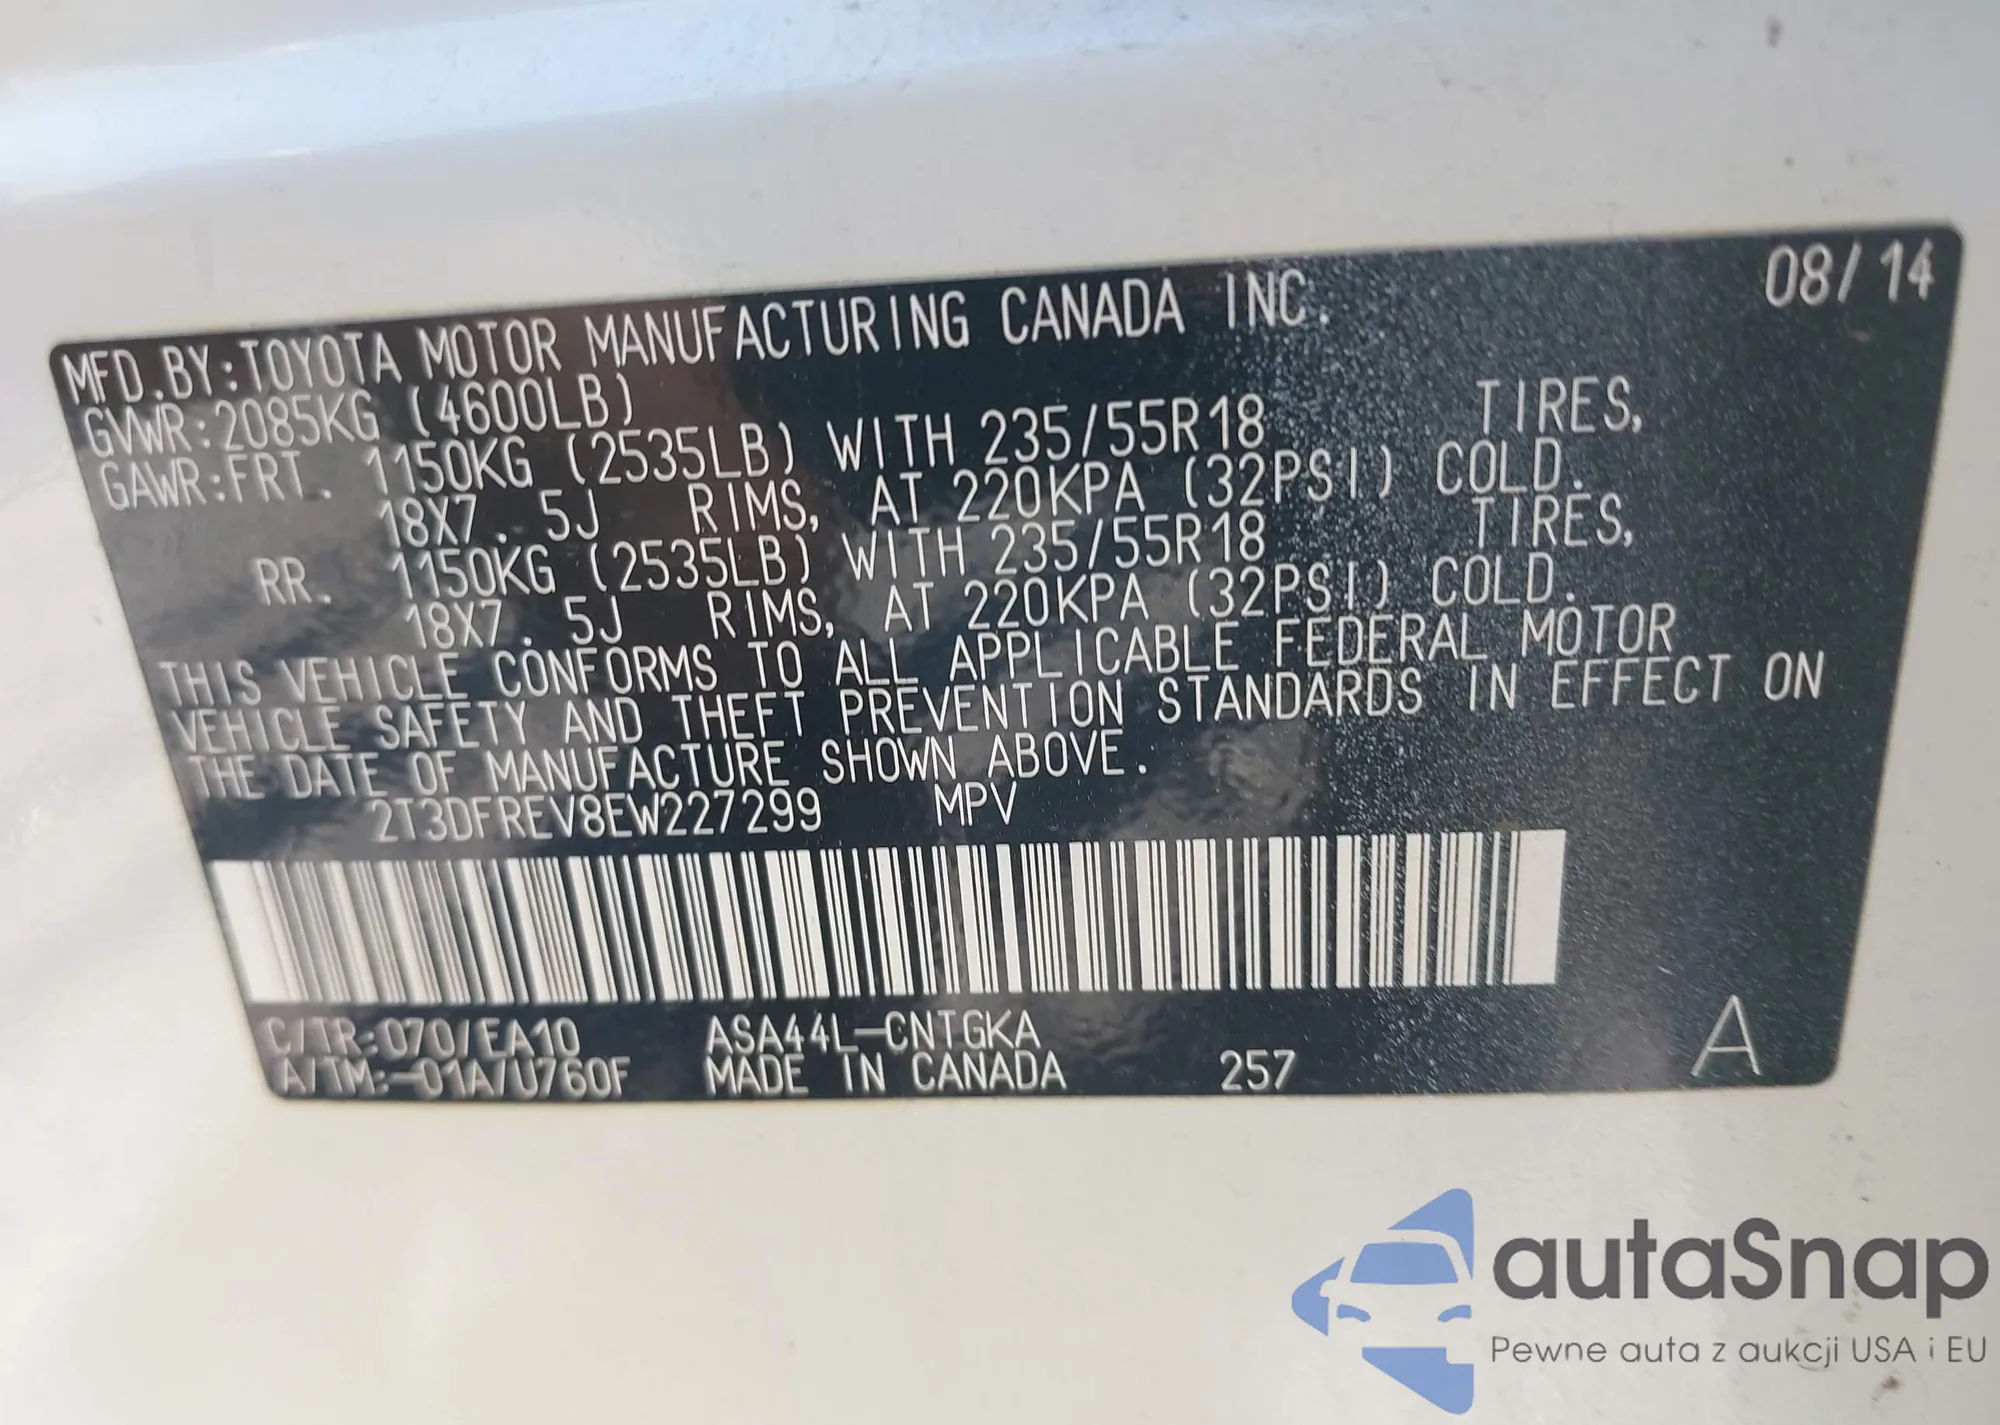 08/14
MFD.BY:TOYOTA MOTOR MANUFACTURING CANADA INC.
GVWR:2085KG (4600LB)
GAWR:FRT. 1150KG (2535LB) WITH 235/55R18 TIRES,
18X7.5J RIMS, AT 220KPA (32PSI) COLD.
RR. 1150KG (2535LB) WITH 235/55R18 TIRES,
18X7.5J RIMS, AT 220KPA (32PSI) COLD.
THIS VEHICLE CONFORMS TO ALL APPLICABLE FEDERAL MOTOR
VEHICLE SAFETY AND THEFT PREVENTION STANDARDS IN EFFECT ON
THE DATE OF MANUFACTURE SHOWN ABOVE.
2T3DFREV8EW227299 MPV
C/TR:070/EA10 ASA44L-CNTGKA
A/TM:-01A/U760F MADE IN CANADA 257 A
autaSnap
Pewne auta z aukcji USA i EU